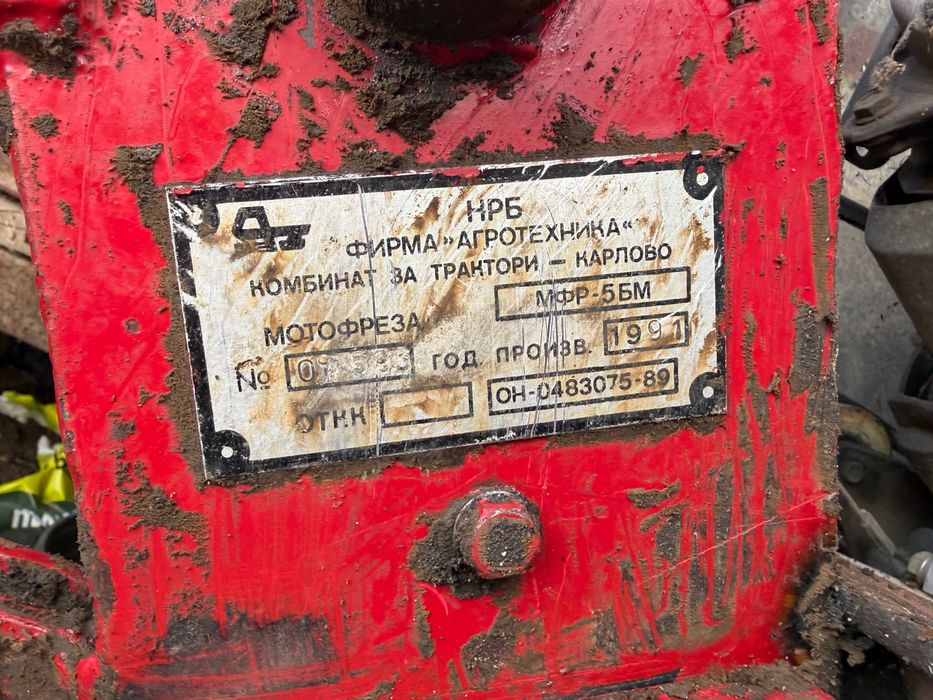 НРБ
ФИРМА „АГРОТЕХНИКА“
КОМБИНАТ ЗА ТРАКТОРИ – КАРЛОВО
МОТОФРЕЗА МФР-5БМ
№ ГОД. ПРОИЗВ. 1991
ОТКК ОН-0483075-89